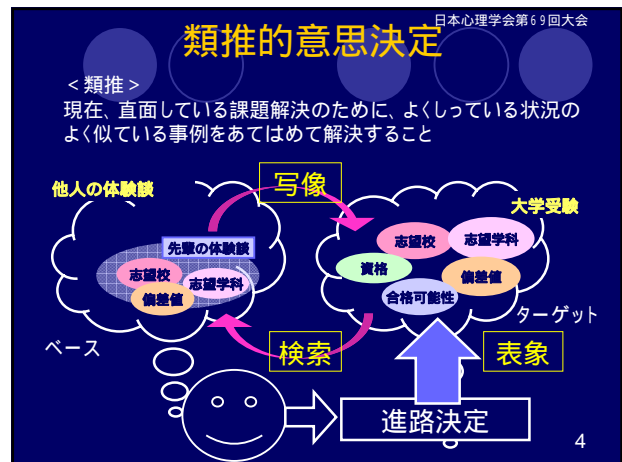 日本心理学会第69回大会
類推的意思決定
＜類推＞
現在、直面している課題解決のために、よくしっている状況の
よく似ている事例をあてはめて解決すること
写像
他人の体験談
大学受験
先輩の体験談
志望校
志望学科
偏差値
志望校
志望学科
資格
偏差値
合格可能性
ターゲット
ベース
検索
表象
進路決定
4